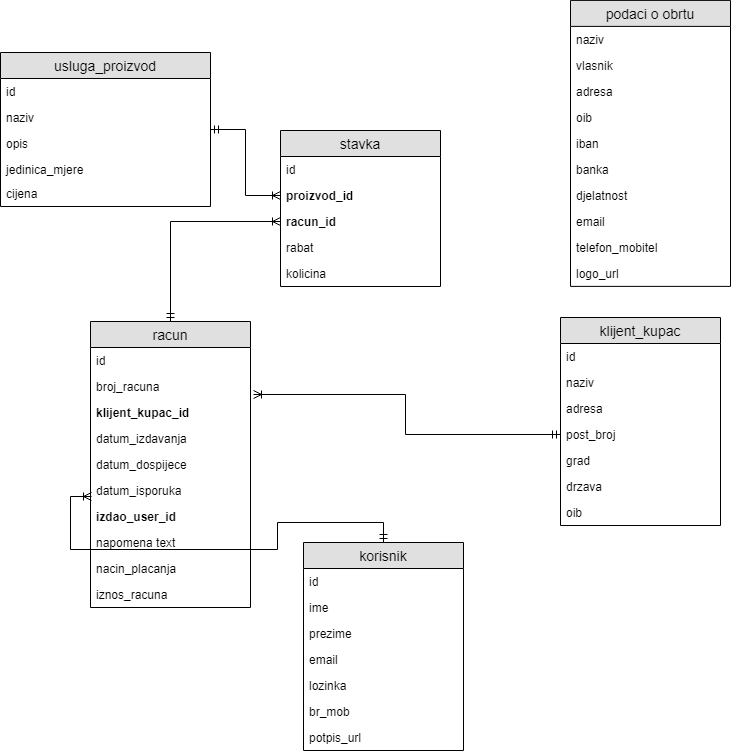 podaci o obrtu
naziv
vlasnik
adresa
oib
iban
banka
djelatnost
email
telefon_mobitel
logo_url
usluga_proizvod
id
naziv
opis
jedinica_mjere
cijena
stavka
id
proizvod_id
racun_id
rabat
kolicina
racun
id
broj_racuna
klijent_kupac_id
datum_izdavanja
datum_dospijece
datum_isporuka
izdao_user_id
napomena text
nacin_placanja
iznos_racuna
klijent_kupac
id
naziv
adresa
post_broj
grad
drzava
oib
korisnik
id
ime
prezime
email
lozinka
br_mob
potpis_url